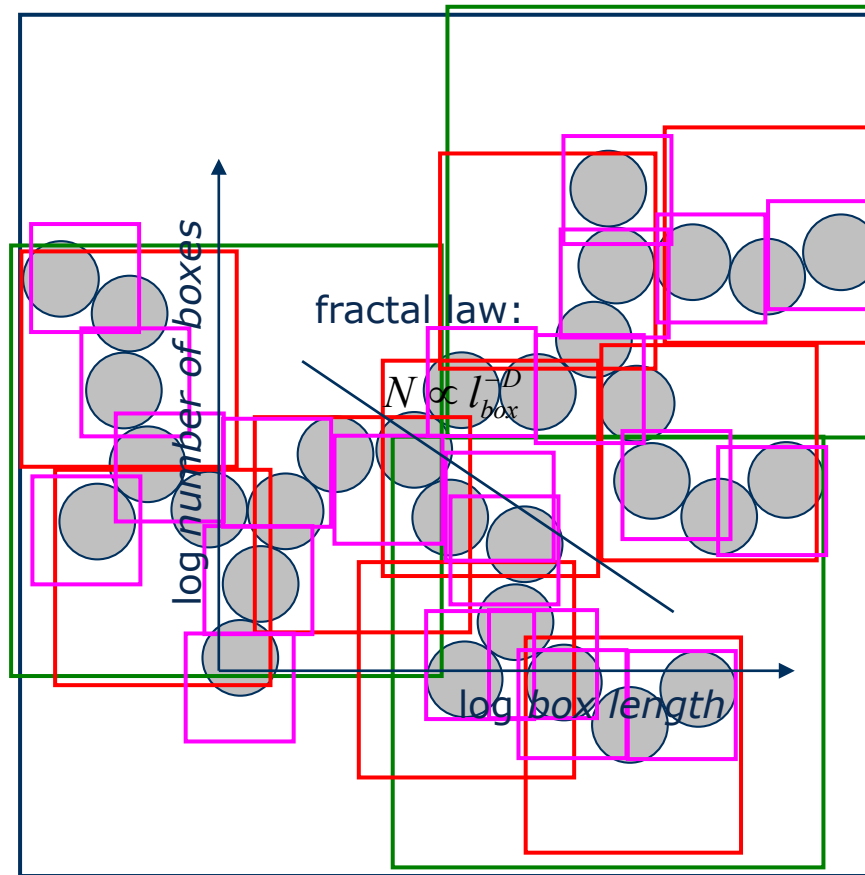 log number of boxes
fractal law:
N ∝ l_box^-D
log box length